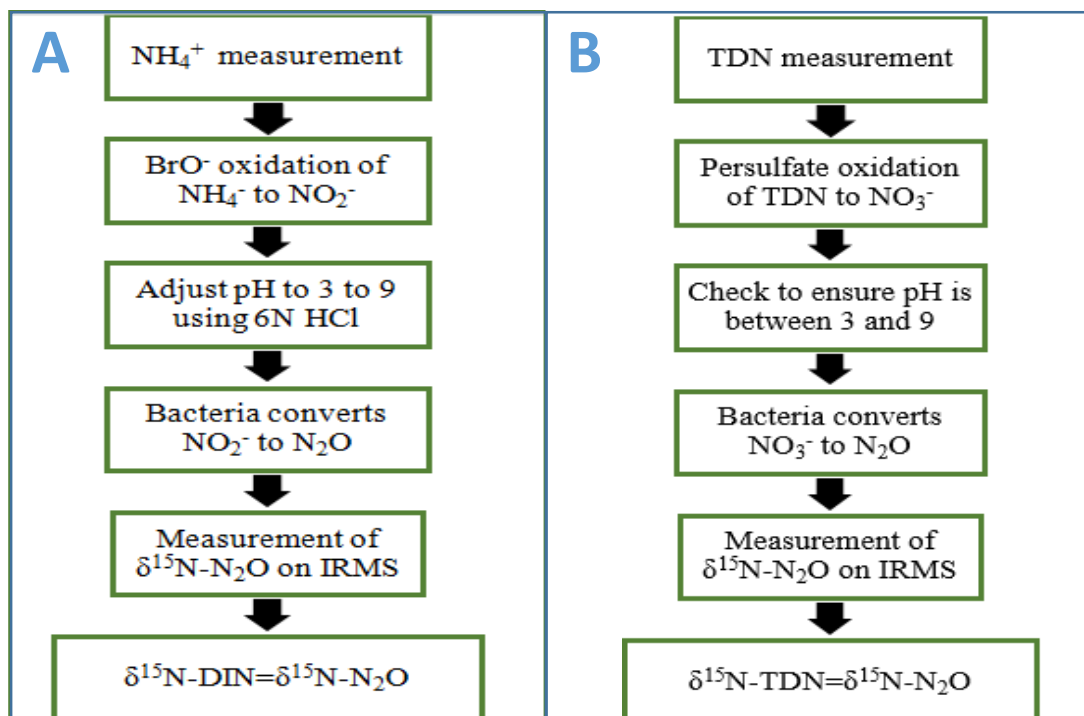 A
NH₄⁺ measurement
BrO⁻ oxidation of
NH₄⁻ to NO₂⁻
Adjust pH to 3 to 9
using 6N HCl
Bacteria converts
NO₂⁻ to N₂O
Measurement of
δ¹⁵N-N₂O on IRMS
δ¹⁵N-DIN=δ¹⁵N-N₂O
B
TDN measurement
Persulfate oxidation
of TDN to NO₃⁻
Check to ensure pH is
between 3 and 9
Bacteria converts
NO₃⁻ to N₂O
Measurement of
δ¹⁵N-N₂O on IRMS
δ¹⁵N-TDN=δ¹⁵N-N₂O